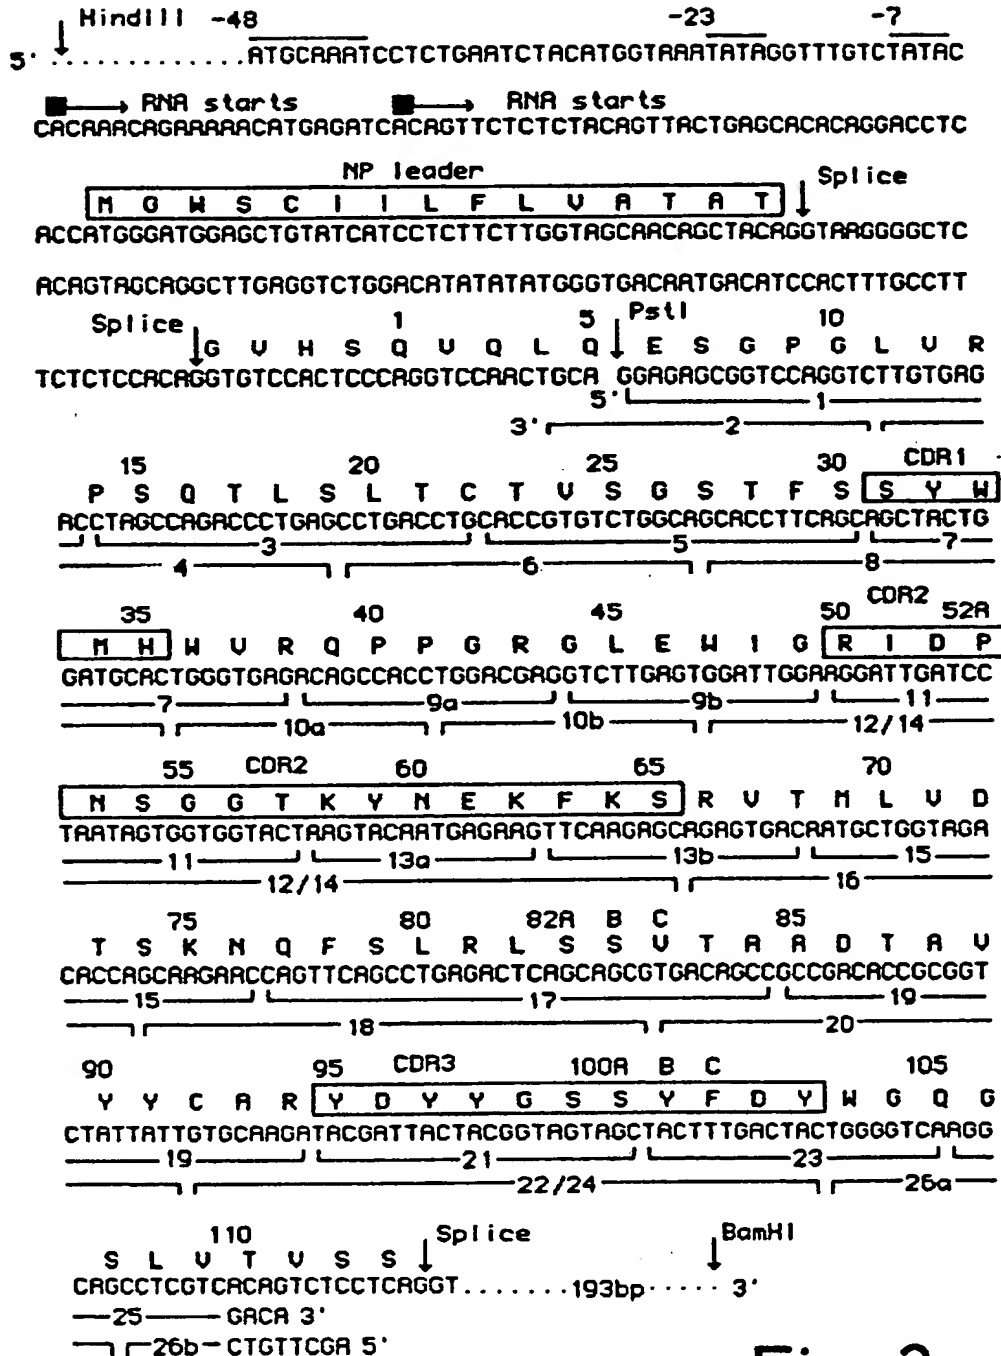 HindIII -48 -23 -7
5'...............ATGCAAATCCTCTGAATCTACATGGTAAATATAGGTTTGTCTATAC
RNA starts RNA starts
CACAAACAGAAAAACATGAGATCACAGTTCTCTCTACAGTTACTGAGCACACAGGACCTC
NP leader Splice
M G W S C I I L F L V A T A T
ACCATGGGATGGAGCTGTATCATCCTCTTCTTGGTAGCAACAGCTACAGGTAAGGGGCTC
ACAGTAGCAGGCTTGAGGTCTGGACATATATATGGGTGACAATGACATCCACTTTGCCTT
Splice 1 5 PstI 10
G V H S Q V Q L Q E S G P G L V R
TCTCTCCACAGGTGTCCACTCCCAGGTCCAACTGCA GGAGAGCGGTCCAGGTCTTGTGAG
5' 1
3' 2
15 20 25 30 CDR1
P S Q T L S L T C T V S G S T F S S Y W
ACCTAGCCAGACCCTGAGCCTGACCTGCACCGTGTCTGGCAGCACCTTCAGCAGCTACTG
3 5 7
4 6 8
35 40 45 50 CDR2 52A
M H W V R Q P P G R G L E W I G R I D P
GATGCACTGGGTGAGACAGCCACCTGGACGAGGTCTTGAGTGGATTGGAAGGATTGATCC
7 9a 9b 11
10a 10b 12/14
55 CDR2 60 65 70
N S G G T K Y N E K F K S R V T M L V D
TAATAGTGGTGGTACTAAGTACAATGAGAAGTTCAAGAGCAGAGTGACAATGCTGGTAGA
11 13a 13b 15
12/14 16
75 80 82A B C 85
T S K N Q F S L R L S S V T A A D T A V
CACCAGCAAGAACCAGTTCAGCCTGAGACTCAGCAGCGTGACAGCCGCCGACACCGCGGT
15 17 19
18 20
90 95 CDR3 100A B C 105
Y Y C A R Y D Y Y G S S Y F D Y W G Q G
CTATTATTGTGCAAGATACGATTACTACGGTAGTAGCTACTTTGACTACTGGGGTCAAGG
19 21 23
22/24 26a
110 Splice BamHI
S L V T V S S
CAGCCTCGTCACAGTCTCCTCAGGT.......193bp..... 3'
25 GACA 3'
26b CTGTTCGA 5'